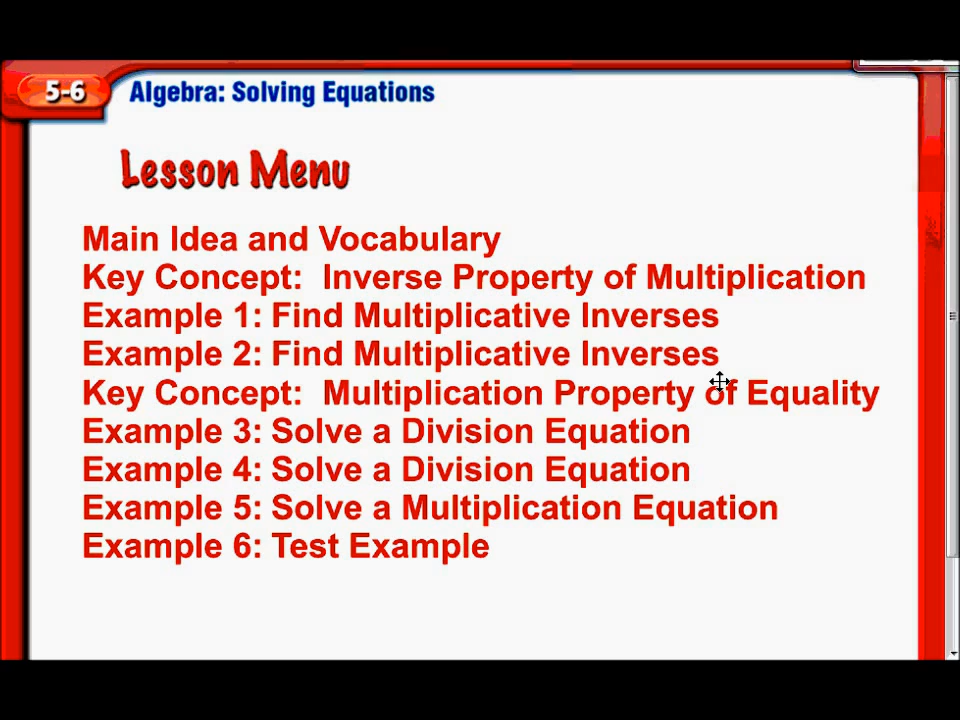 5-6 Algebra: Solving Equations
Lesson Menu
Main Idea and Vocabulary
Key Concept: Inverse Property of Multiplication
Example 1: Find Multiplicative Inverses
Example 2: Find Multiplicative Inverses
Key Concept: Multiplication Property of Equality
Example 3: Solve a Division Equation
Example 4: Solve a Division Equation
Example 5: Solve a Multiplication Equation
Example 6: Test Example